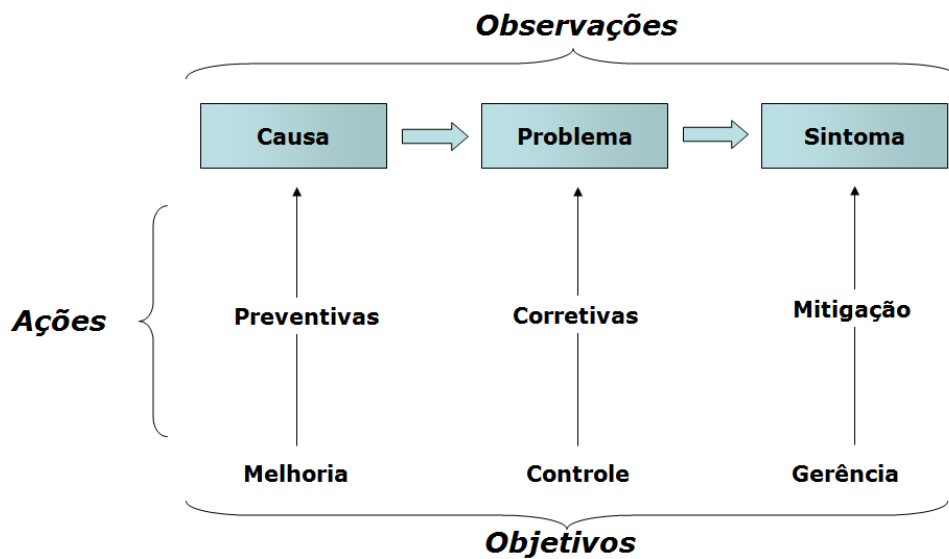 Observações
Causa
Problema
Sintoma
Ações
Preventivas
Corretivas
Mitigação
Melhoria
Controle
Gerência
Objetivos